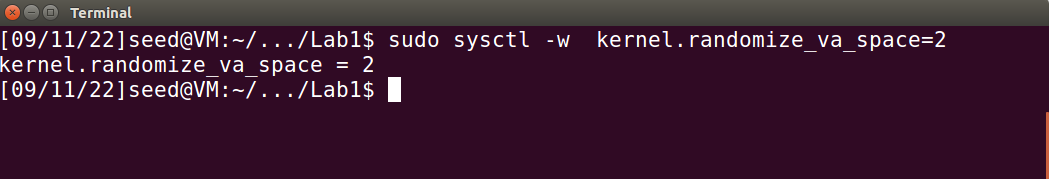 Terminal
[09/11/22]seed@VM:~/.../Lab1$ sudo sysctl -w  kernel.randomize_va_space=2
kernel.randomize_va_space = 2
[09/11/22]seed@VM:~/.../Lab1$